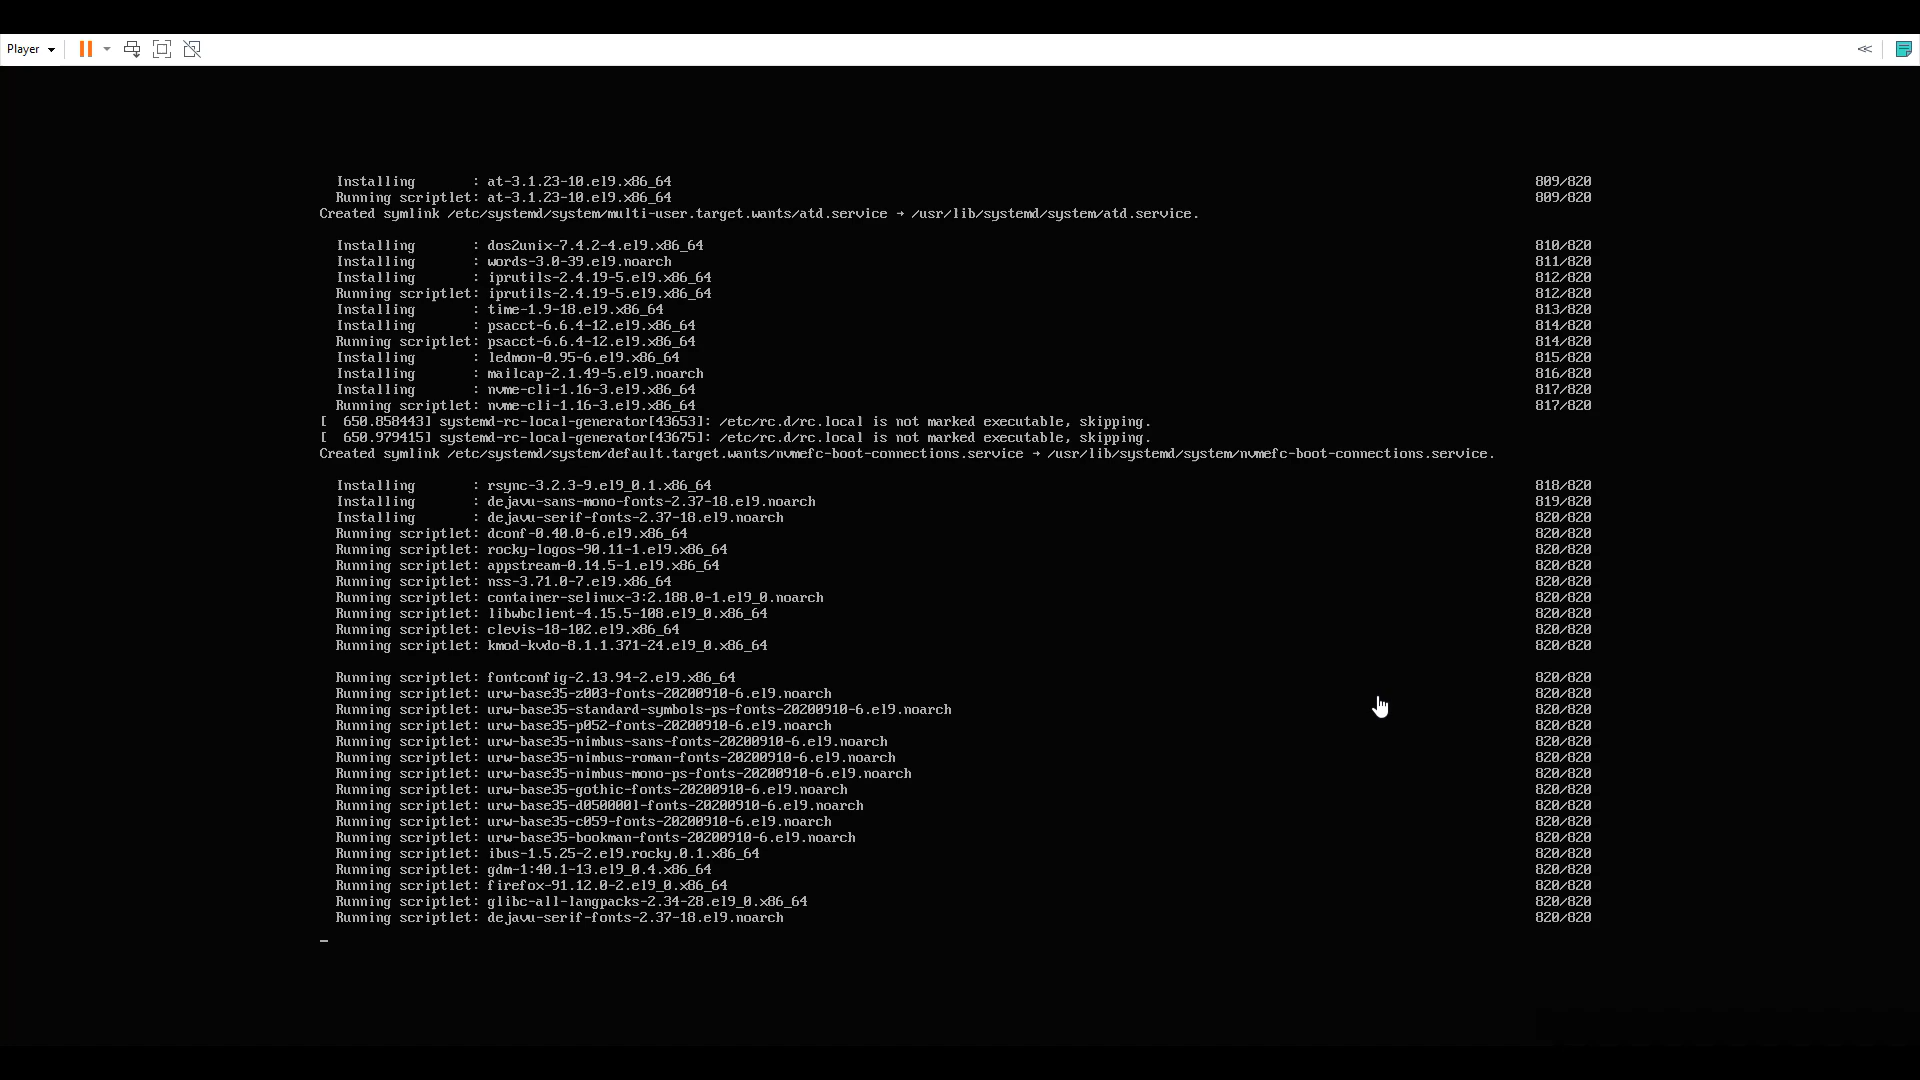 Player
Installing : at-3.1.23-10.el9.x86_64 809/820
Running scriptlet: at-3.1.23-10.el9.x86_64 809/820
Created symlink /etc/systemd/system/multi-user.target.wants/atd.service → /usr/lib/systemd/system/atd.service.
Installing : dos2unix-7.4.2-4.el9.x86_64 810/820
Installing : words-3.0-39.el9.noarch 811/820
Installing : iprutils-2.4.19-5.el9.x86_64 812/820
Running scriptlet: iprutils-2.4.19-5.el9.x86_64 812/820
Installing : time-1.9-18.el9.x86_64 813/820
Installing : psacct-6.6.4-12.el9.x86_64 814/820
Running scriptlet: psacct-6.6.4-12.el9.x86_64 814/820
Installing : ledmon-0.95-6.el9.x86_64 815/820
Installing : mailcap-2.1.49-5.el9.noarch 816/820
Installing : nvme-cli-1.16-3.el9.x86_64 817/820
Running scriptlet: nvme-cli-1.16-3.el9.x86_64 817/820
[  650.858443] systemd-rc-local-generator[43653]: /etc/rc.d/rc.local is not marked executable, skipping.
[  650.979415] systemd-rc-local-generator[43675]: /etc/rc.d/rc.local is not marked executable, skipping.
Created symlink /etc/systemd/system/default.target.wants/nvmefc-boot-connections.service → /usr/lib/systemd/system/nvmefc-boot-connections.service.
Installing : rsync-3.2.3-9.el9_0.1.x86_64 818/820
Installing : dejavu-sans-mono-fonts-2.37-18.el9.noarch 819/820
Installing : dejavu-serif-fonts-2.37-18.el9.noarch 820/820
Running scriptlet: dconf-0.40.0-6.el9.x86_64 820/820
Running scriptlet: rocky-logos-90.11-1.el9.x86_64 820/820
Running scriptlet: appstream-0.14.5-1.el9.x86_64 820/820
Running scriptlet: nss-3.71.0-7.el9.x86_64 820/820
Running scriptlet: container-selinux-3:2.188.0-1.el9_0.noarch 820/820
Running scriptlet: libwbclient-4.15.5-108.el9_0.x86_64 820/820
Running scriptlet: clevis-18-102.el9.x86_64 820/820
Running scriptlet: kmod-kvdo-8.1.1.371-24.el9_0.x86_64 820/820
Running scriptlet: fontconfig-2.13.94-2.el9.x86_64 820/820
Running scriptlet: urw-base35-z003-fonts-20200910-6.el9.noarch 820/820
Running scriptlet: urw-base35-standard-symbols-ps-fonts-20200910-6.el9.noarch 820/820
Running scriptlet: urw-base35-p052-fonts-20200910-6.el9.noarch 820/820
Running scriptlet: urw-base35-nimbus-sans-fonts-20200910-6.el9.noarch 820/820
Running scriptlet: urw-base35-nimbus-roman-fonts-20200910-6.el9.noarch 820/820
Running scriptlet: urw-base35-nimbus-mono-ps-fonts-20200910-6.el9.noarch 820/820
Running scriptlet: urw-base35-gothic-fonts-20200910-6.el9.noarch 820/820
Running scriptlet: urw-base35-d050000l-fonts-20200910-6.el9.noarch 820/820
Running scriptlet: urw-base35-c059-fonts-20200910-6.el9.noarch 820/820
Running scriptlet: urw-base35-bookman-fonts-20200910-6.el9.noarch 820/820
Running scriptlet: ibus-1.5.25-2.el9.rocky.0.1.x86_64 820/820
Running scriptlet: gdm-1:40.1-13.el9_0.4.x86_64 820/820
Running scriptlet: firefox-91.12.0-2.el9_0.x86_64 820/820
Running scriptlet: glibc-all-langpacks-2.34-28.el9_0.x86_64 820/820
Running scriptlet: dejavu-serif-fonts-2.37-18.el9.noarch 820/820